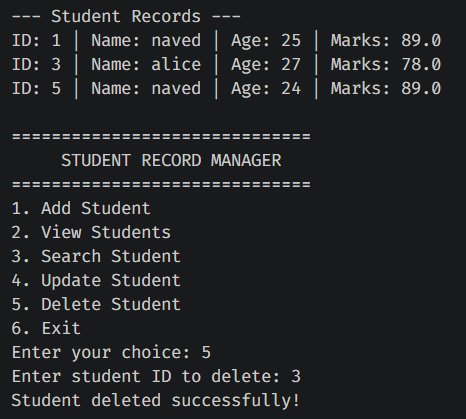 --- Student Records ---
ID: 1 | Name: naved | Age: 25 | Marks: 89.0
ID: 3 | Name: alice | Age: 27 | Marks: 78.0
ID: 5 | Name: naved | Age: 24 | Marks: 89.0
==============================
STUDENT RECORD MANAGER
==============================
1. Add Student
2. View Students
3. Search Student
4. Update Student
5. Delete Student
6. Exit
Enter your choice: 5
Enter student ID to delete: 3
Student deleted successfully!